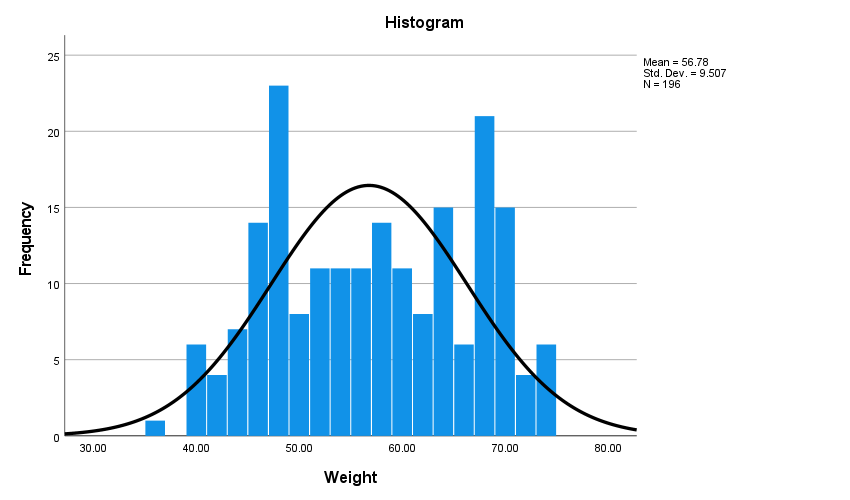 Histogram
Mean = 56.78
Std. Dev. = 9.507
N = 196
25
20
15
10
5
0
Frequency
30.00 40.00 50.00 60.00 70.00 80.00
Weight